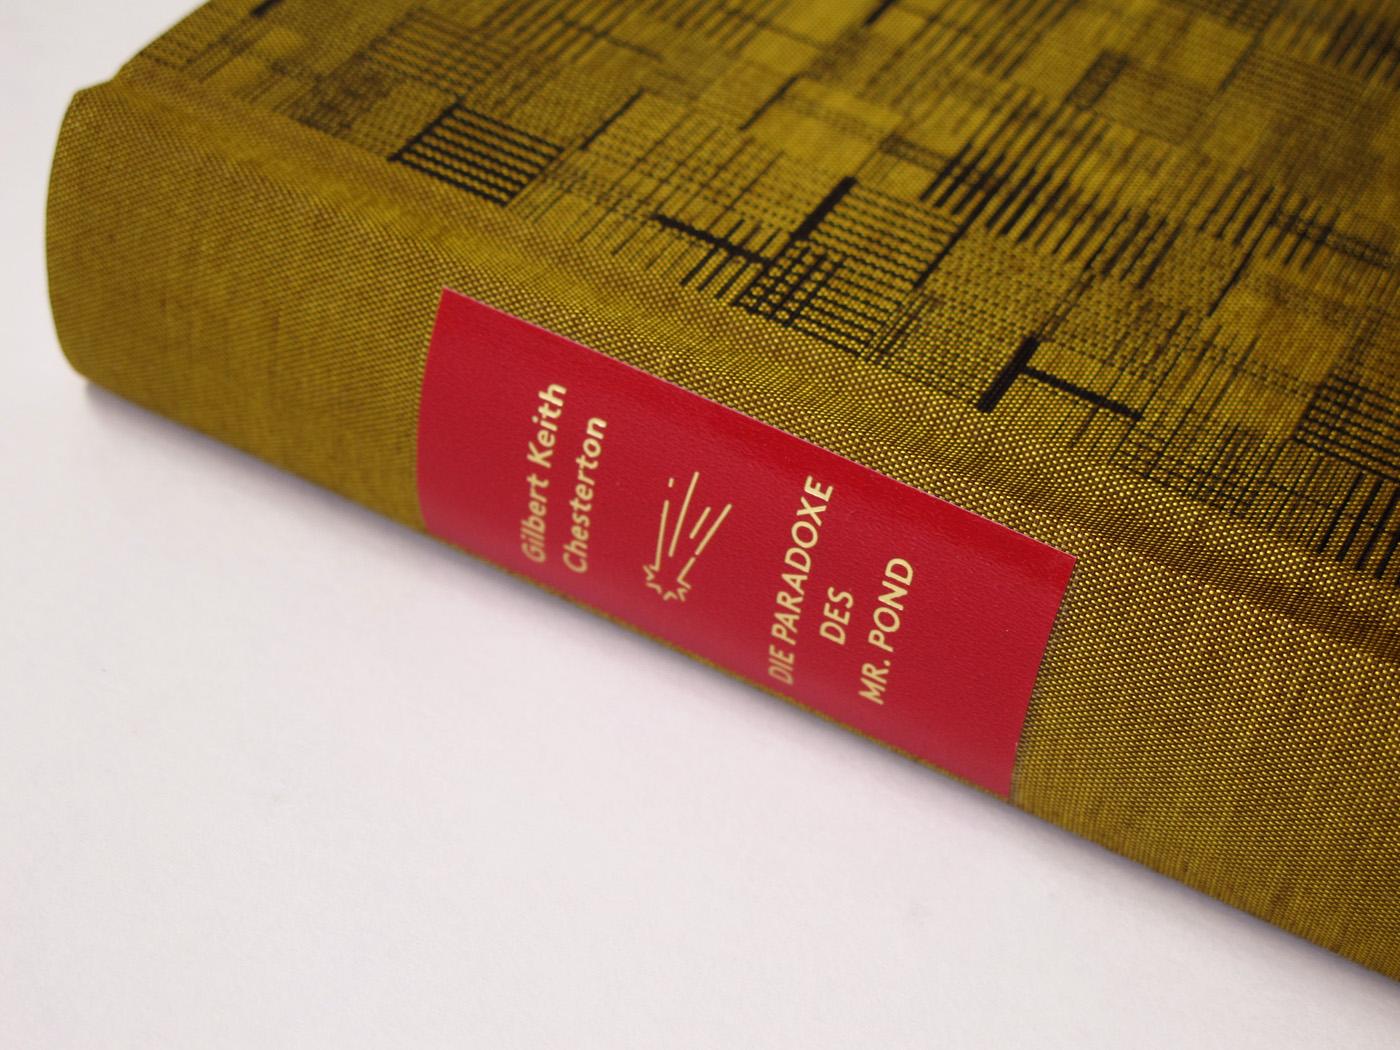 Gilbert Keith
Chesterton
DIE PARADOXE
DES
MR. POND